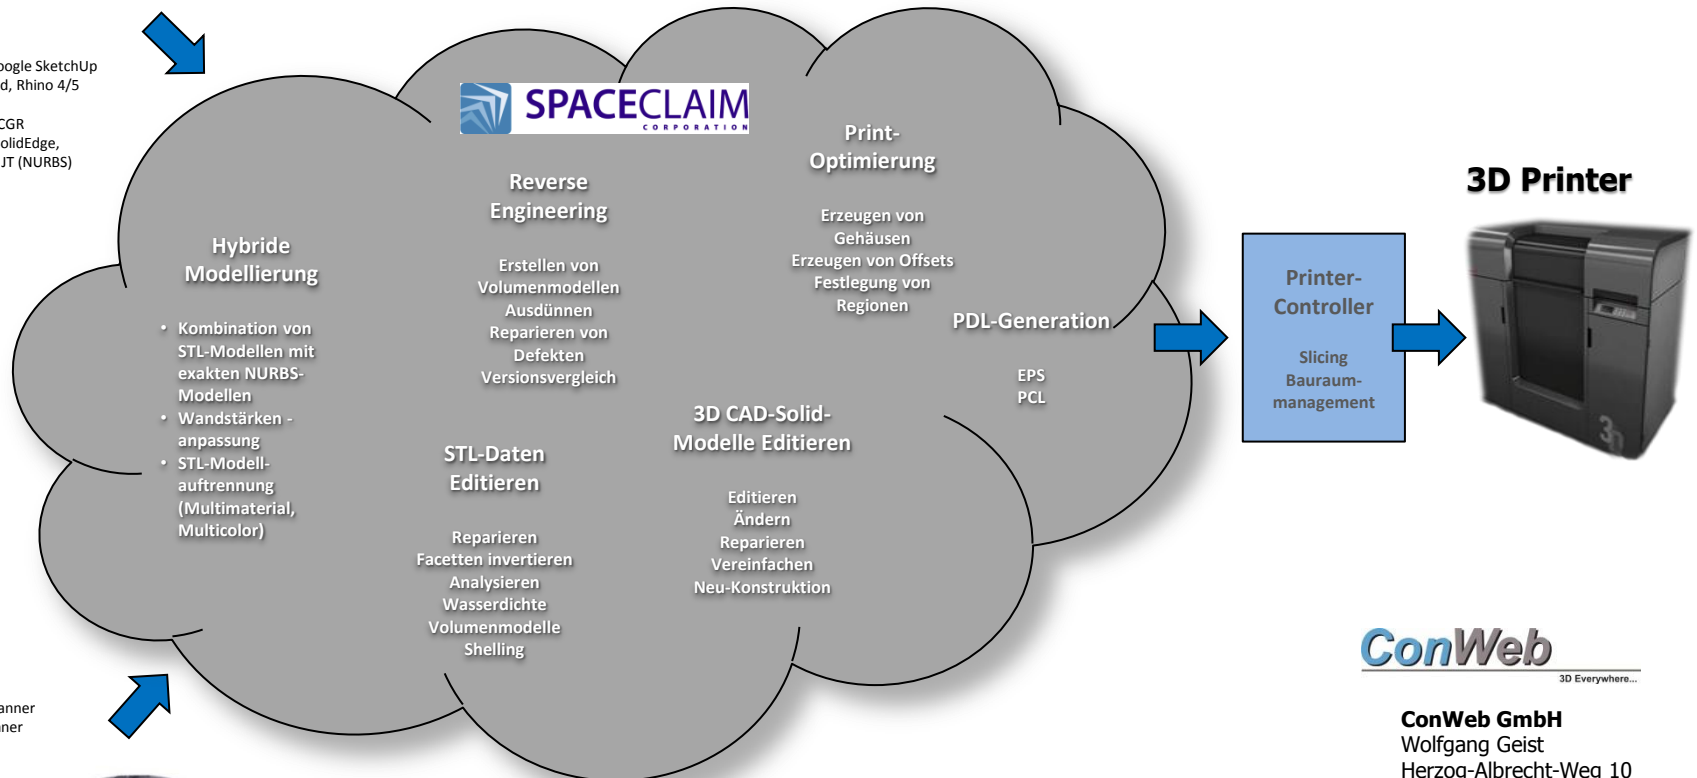 SketchUp
Rhino 4/5
CGR
JT (NURBS)
SPACECLAIM
CORPORATION
Hybride
Modellierung
• Kombination von
STL-Modellen mit
exakten NURBS-
Modellen
• Wandstärken -
anpassung
• STL-Modell-
auftrennung
(Multimaterial,
Multicolor)
Reverse
Engineering
Erstellen von
Volumenmodellen
Ausdünnen
Reparieren von
Defekten
Versionsvergleich
STL-Daten
Editieren
Reparieren
Facetten invertieren
Analysieren
Wasserdichte
Volumenmodelle
Shelling
Print-
Optimierung
Erzeugen von
Gehäusen
Erzeugen von Offsets
Festlegung von
Regionen
3D CAD-Solid-
Modelle Editieren
Editieren
Ändern
Reparieren
Vereinfachen
Neu-Konstruktion
PDL-Generation
EPS
PCL
Printer-
Controller
Slicing
Bauraum-
management
3D Printer
3D
ConWeb
3D Everywhere...
ConWeb GmbH
Wolfgang Geist
Herzog-Albrecht-Weg 10